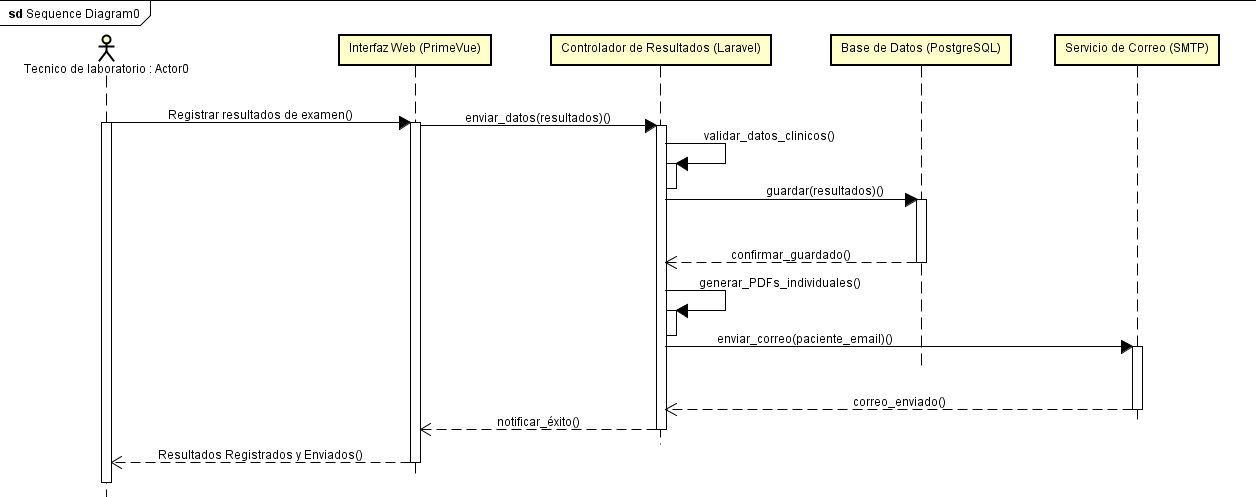 sd Sequence Diagram0
Tecnico de laboratorio : Actor0
Interfaz Web (PrimeVue)
Controlador de Resultados (Laravel)
Base de Datos (PostgreSQL)
Servicio de Correo (SMTP)
Registrar resultados de examen()
enviar_datos(resultados)()
validar_datos_clinicos()
guardar(resultados)()
confirmar_guardado()
generar_PDFs_individuales()
enviar_correo(paciente_email)()
correo_enviado()
notificar_éxito()
Resultados Registrados y Enviados()